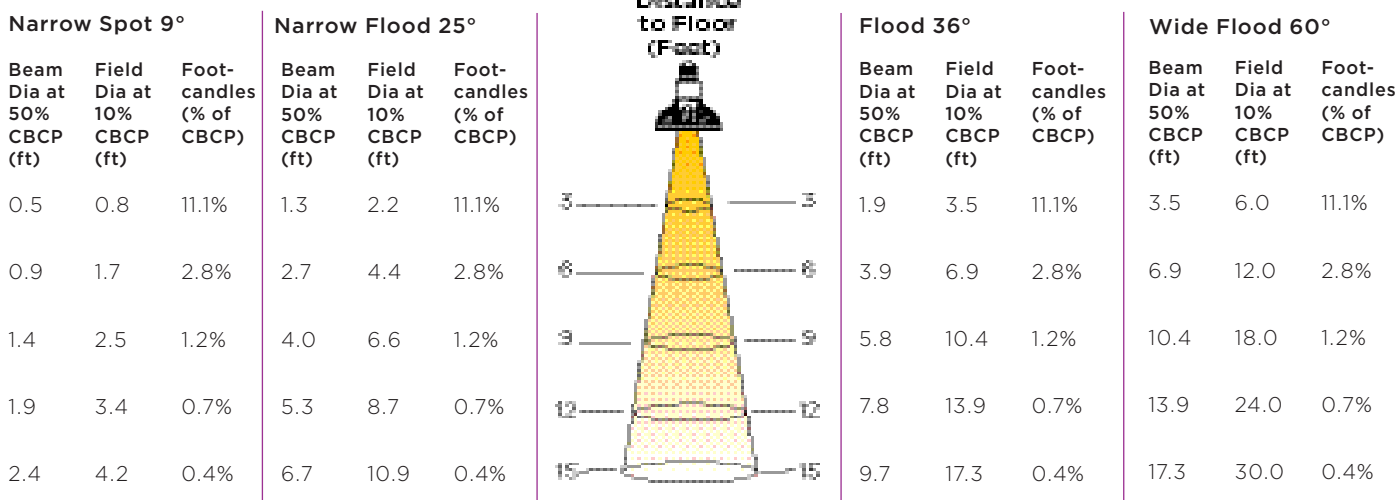 Narrow Spot 9° Narrow Flood 25° Distance Flood 36° Wide Flood 60°
to Floor
(Feet)
Beam Field Foot- Beam Field Foot- Beam Field Foot- Beam Field Foot-
Dia at Dia at candles Dia at Dia at candles Dia at Dia at candles Dia at Dia at candles
50% 10% (% of 50% 10% (% of 50% 10% (% of 50% 10% (% of
CBCP CBCP CBCP) CBCP CBCP CBCP) CBCP CBCP CBCP) CBCP CBCP CBCP)
(ft) (ft) (ft) (ft) (ft) (ft) (ft) (ft)
0.5 0.8 11.1% 1.3 2.2 11.1% 3 3 1.9 3.5 11.1% 3.5 6.0 11.1%
0.9 1.7 2.8% 2.7 4.4 2.8% 6 6 3.9 6.9 2.8% 6.9 12.0 2.8%
1.4 2.5 1.2% 4.0 6.6 1.2% 9 9 5.8 10.4 1.2% 10.4 18.0 1.2%
1.9 3.4 0.7% 5.3 8.7 0.7% 12 12 7.8 13.9 0.7% 13.9 24.0 0.7%
2.4 4.2 0.4% 6.7 10.9 0.4% 15 15 9.7 17.3 0.4% 17.3 30.0 0.4%